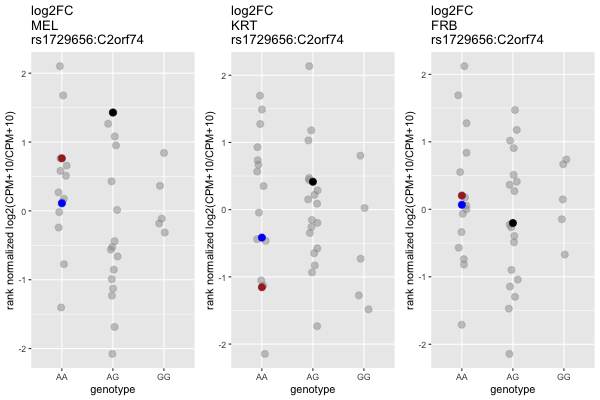 log2FC
MEL
rs1729656:C2orf74
rank normalized log2(CPM+10/CPM+10)
2
1
0
-1
-2
AA
AG
GG
genotype
log2FC
KRT
rs1729656:C2orf74
rank normalized log2(CPM+10/CPM+10)
2
1
0
-1
-2
AA
AG
GG
genotype
log2FC
FRB
rs1729656:C2orf74
rank normalized log2(CPM+10/CPM+10)
2
1
0
-1
-2
AA
AG
GG
genotype